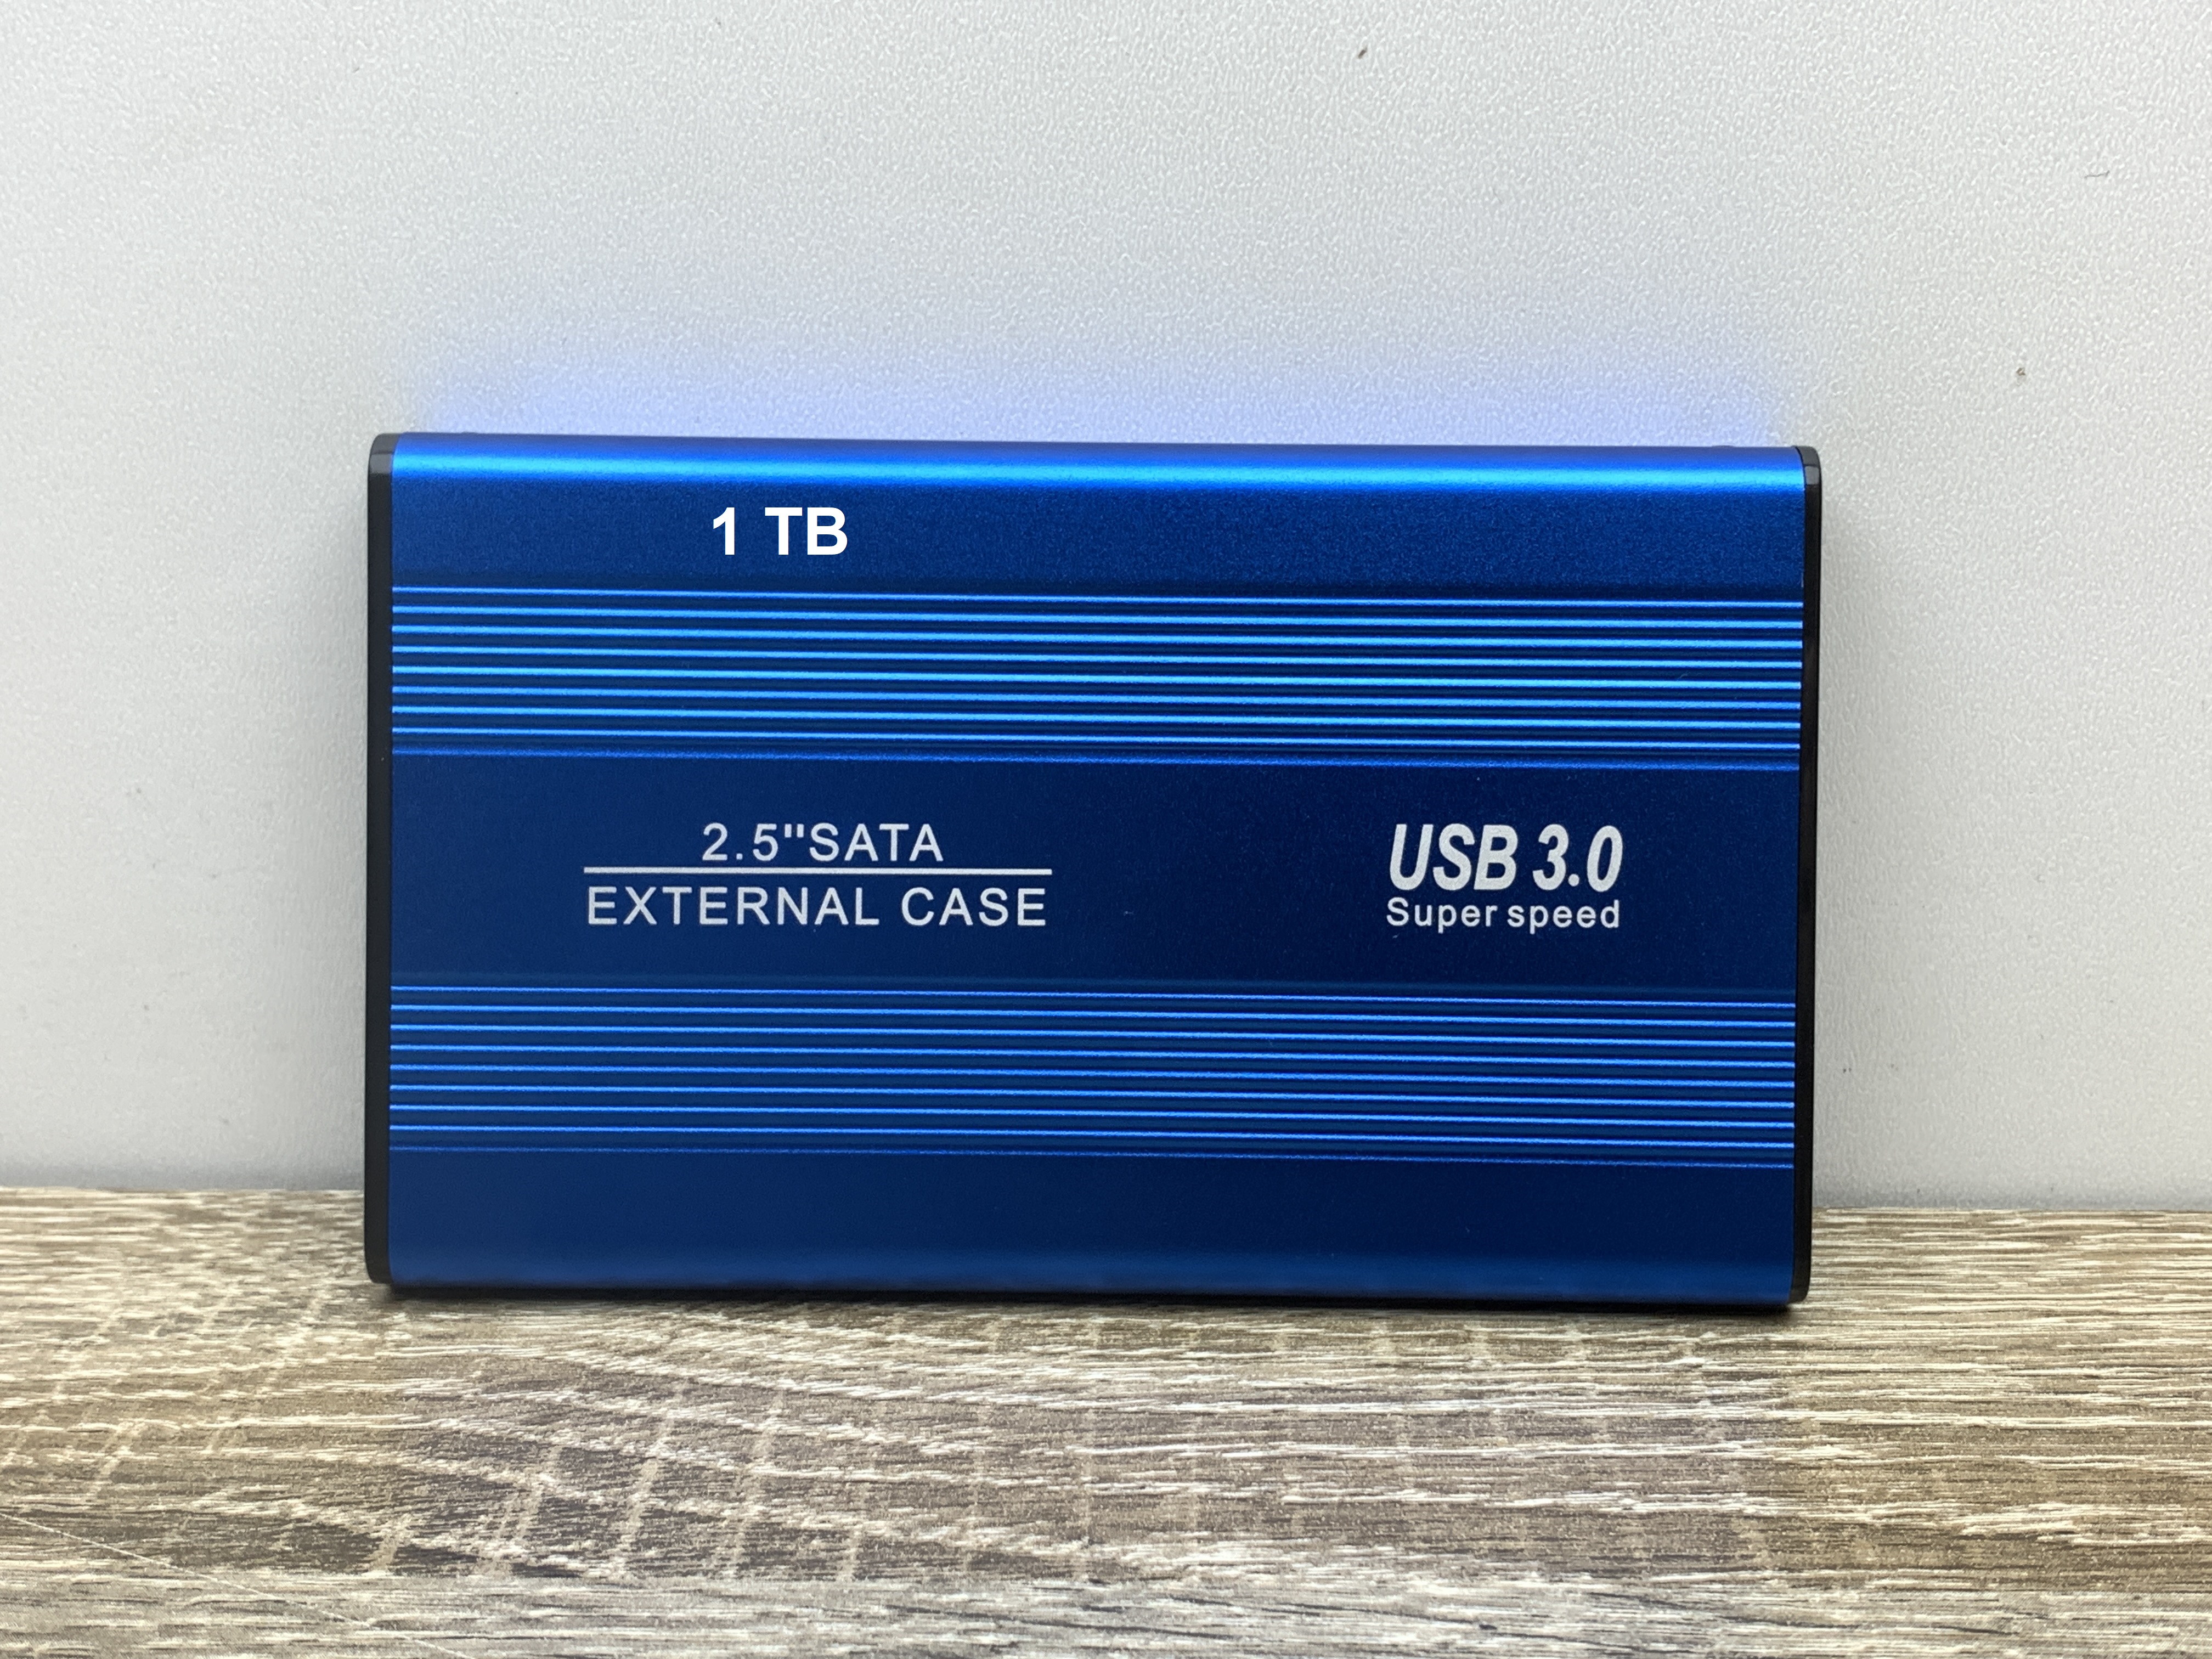 1 TB
2.5"SATA
EXTERNAL CASE
USB 3.0
Super speed